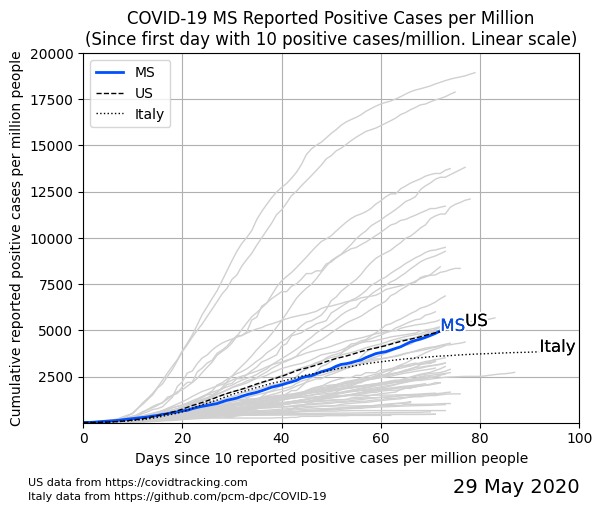 COVID-19 MS Reported Positive Cases per Million
(Since first day with 10 positive cases/million. Linear scale)
Cumulative reported positive cases per million people
20000
17500
15000
12500
10000
7500
5000
2500
MS
US
Italy
MS
US
Italy
0
20
40
60
80
100
Days since 10 reported positive cases per million people
US data from https://covidtracking.com
Italy data from https://github.com/pcm-dpc/COVID-19
29 May 2020